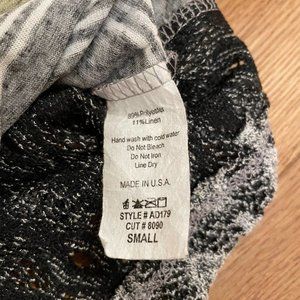 89% Polyester
11% Linen
Hand wash with cold water
Do Not Bleach
Do Not Iron
Line Dry
MADE IN U.S.A.
STYLE # AD179
CUT # 8090
SMALL